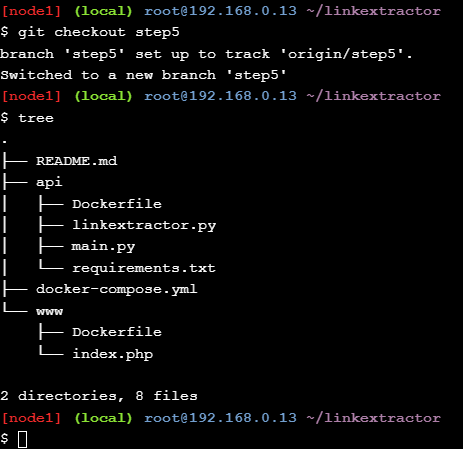 [node1] (local) root@192.168.0.13 ~/linkextractor
$ git checkout step5
branch 'step5' set up to track 'origin/step5'.
Switched to a new branch 'step5'
[node1] (local) root@192.168.0.13 ~/linkextractor
$ tree
.
├── README.md
├── api
│   ├── Dockerfile
│   ├── linkextractor.py
│   ├── main.py
│   └── requirements.txt
├── docker-compose.yml
└── www
    ├── Dockerfile
    └── index.php
2 directories, 8 files
[node1] (local) root@192.168.0.13 ~/linkextractor
$